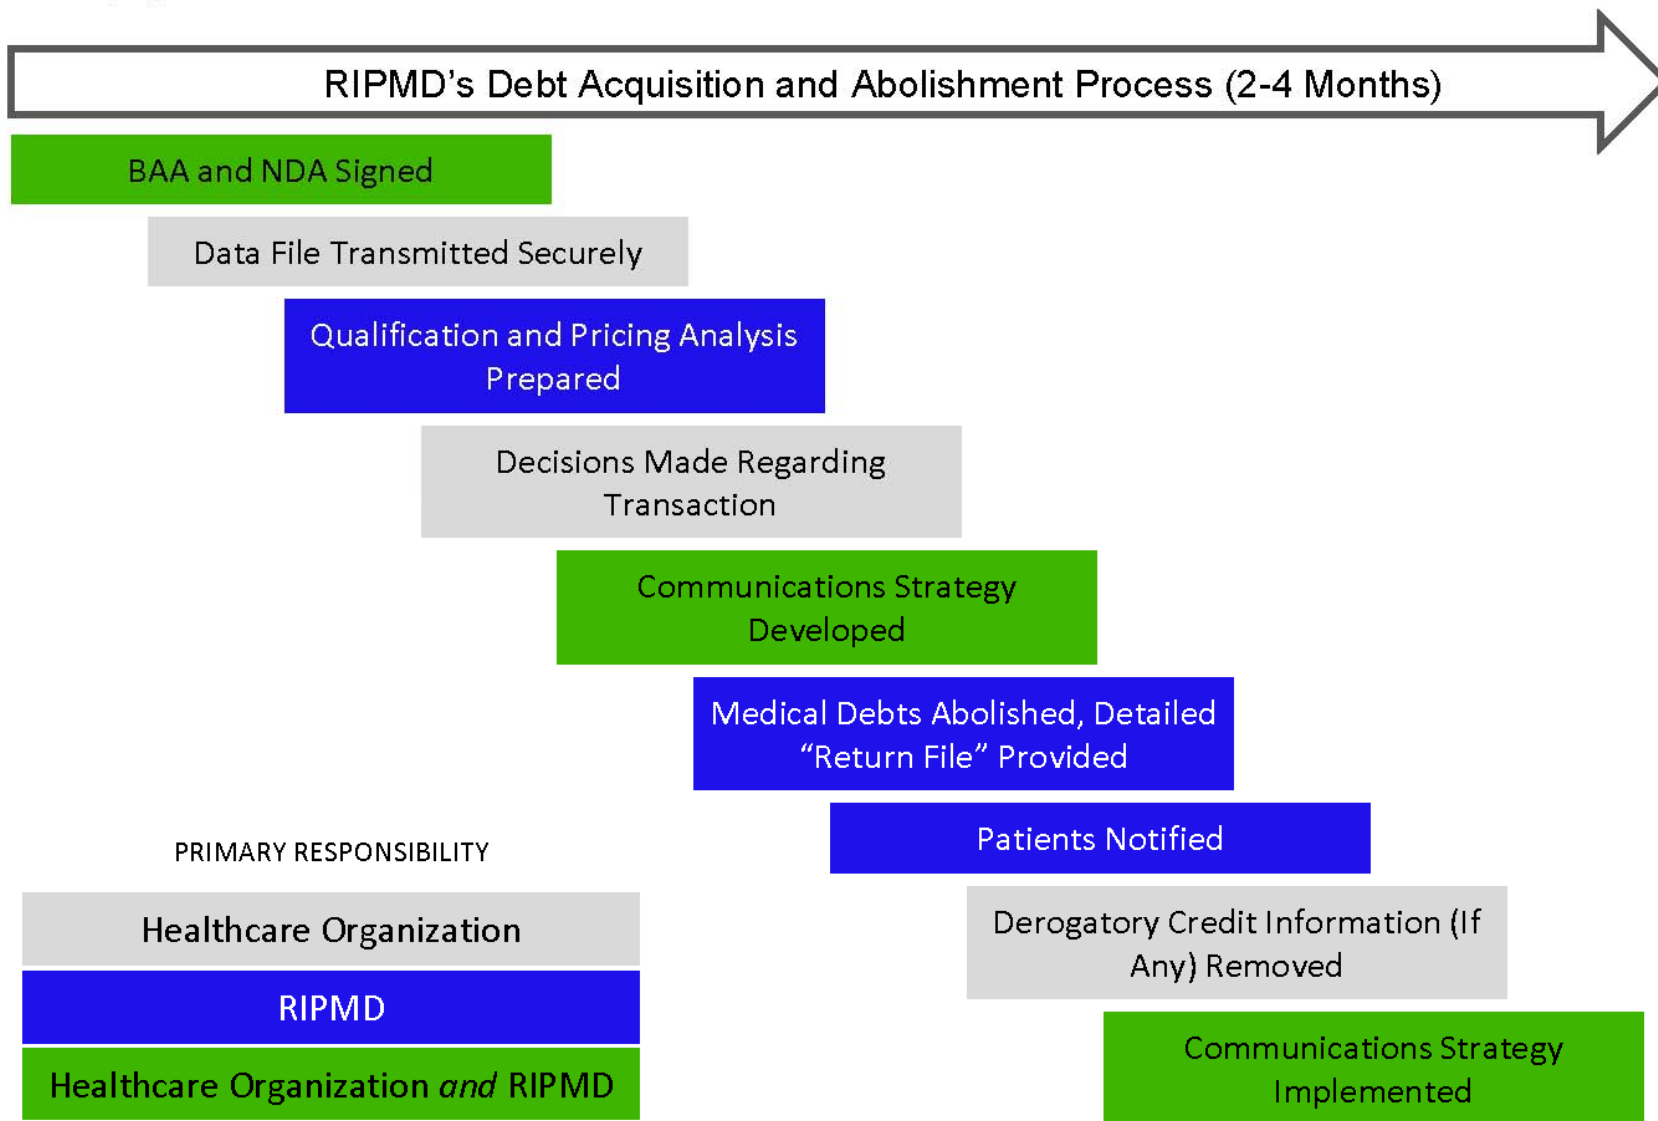 RIPMD’s Debt Acquisition and Abolishment Process (2-4 Months)
BAA and NDA Signed
Data File Transmitted Securely
Qualification and Pricing Analysis
Prepared
Decisions Made Regarding
Transaction
Communications Strategy
Developed
Medical Debts Abolished, Detailed
“Return File” Provided
Patients Notified
Derogatory Credit Information (If
Any) Removed
Communications Strategy
Implemented
PRIMARY RESPONSIBILITY
Healthcare Organization
RIPMD
Healthcare Organization and RIPMD